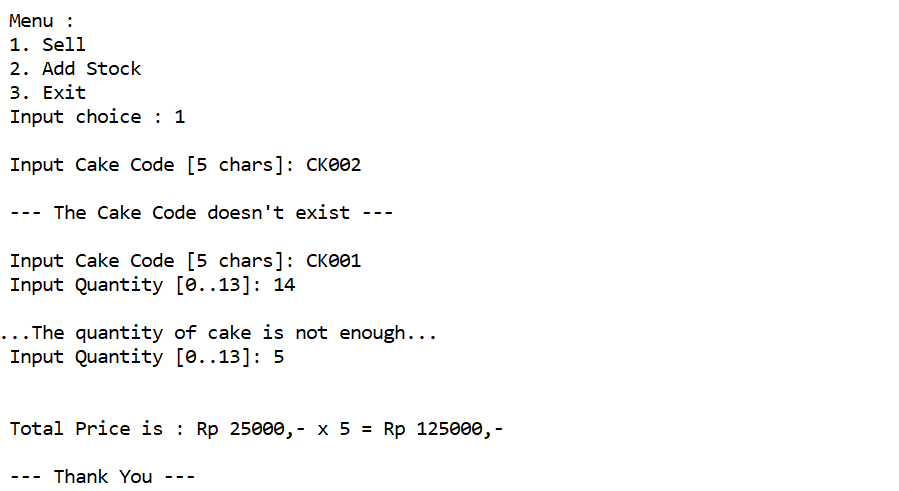 Menu :
1. Sell
2. Add Stock
3. Exit
Input choice : 1
Input Cake Code [5 chars]: CK002
--- The Cake Code doesn't exist ---
Input Cake Code [5 chars]: CK001
Input Quantity [0..13]: 14
...The quantity of cake is not enough...
Input Quantity [0..13]: 5
Total Price is : Rp 25000,- x 5 = Rp 125000,-
--- Thank You ---